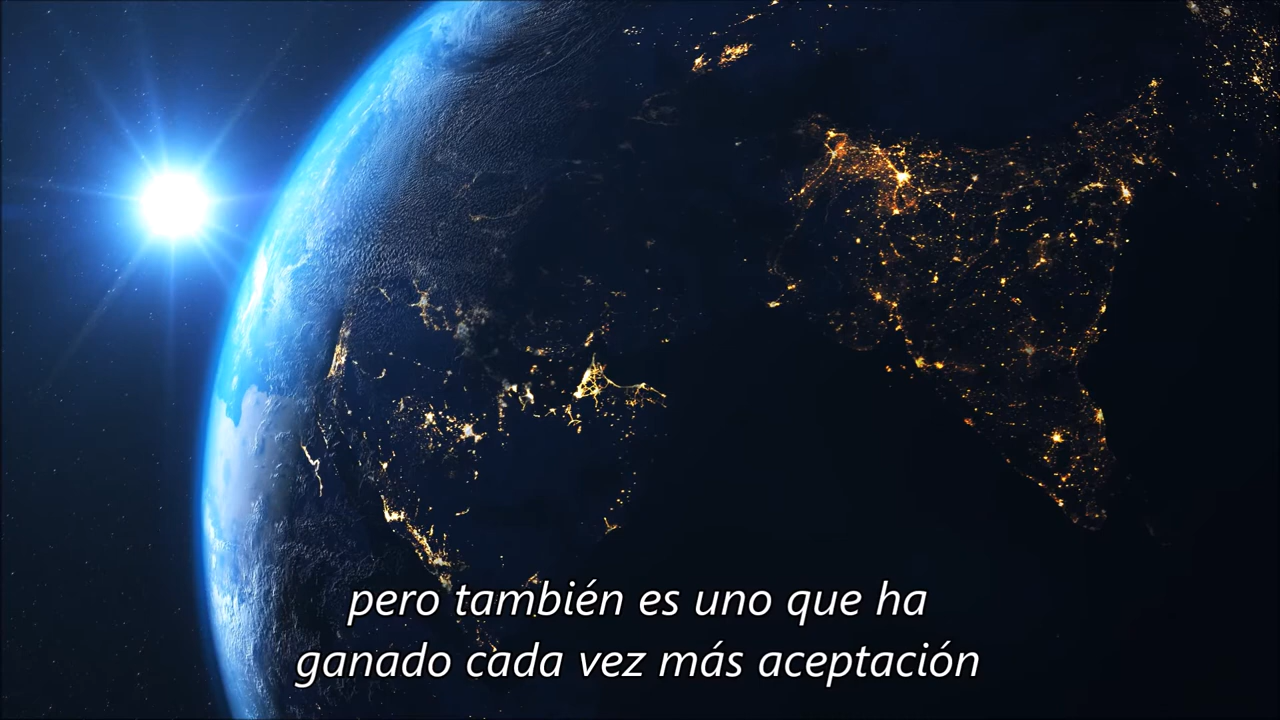 pero también es uno que ha
ganado cada vez más aceptación